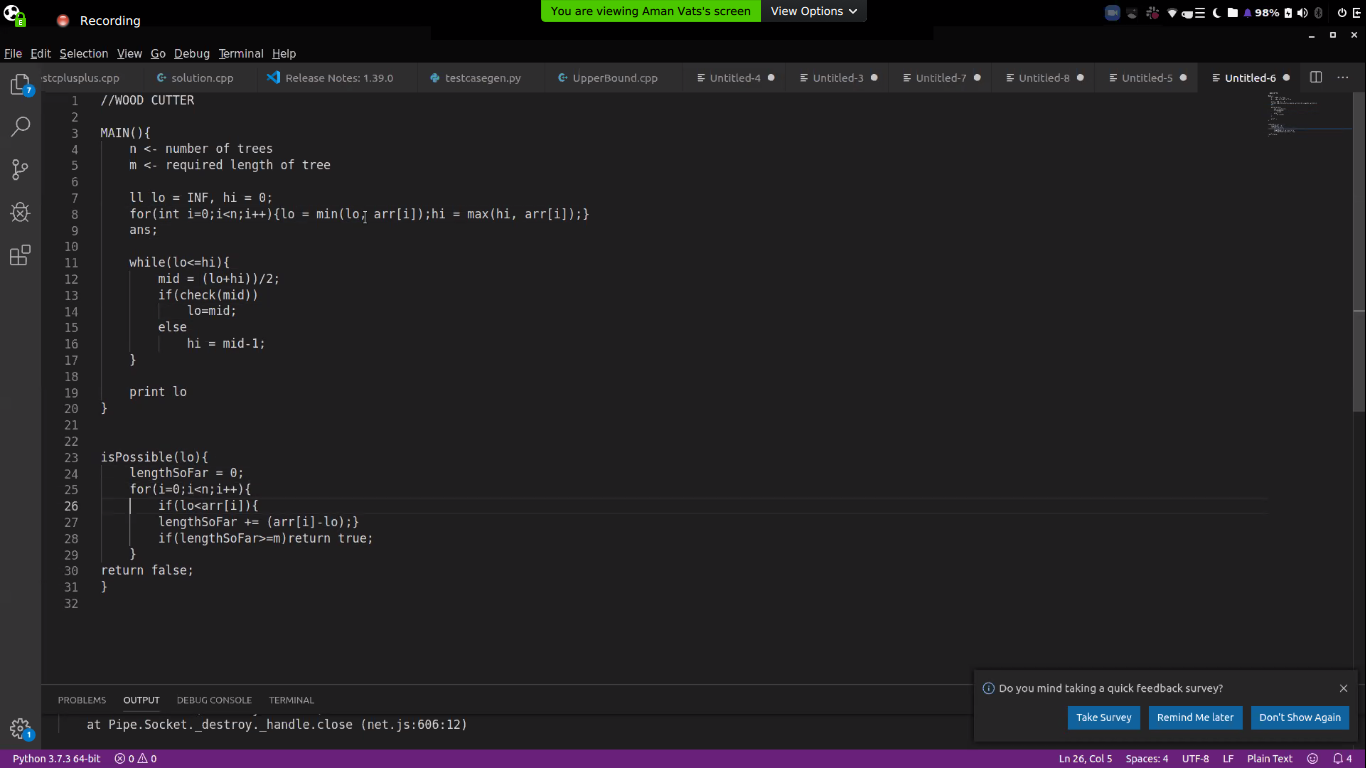 Recording
You are viewing Aman Vats's screen
View Options
98%
File Edit Selection View Go Debug Terminal Help
stcplusplus.cpp solution.cpp Release Notes: 1.39.0 testcasegen.py UpperBound.cpp Untitled-4 Untitled-3 Untitled-7 Untitled-8 Untitled-5 Untitled-6
1 //WOOD CUTTER
2
3 MAIN(){
4 n <- number of trees
5 m <- required length of tree
6
7 ll lo = INF, hi = 0;
8 for(int i=0;i<n;i++){lo = min(lo, arr[i]);hi = max(hi, arr[i]);}
9 ans;
10
11 while(lo<=hi){
12 mid = (lo+hi))/2;
13 if(check(mid))
14 lo=mid;
15 else
16 hi = mid-1;
17 }
18
19 print lo
20 }
21
22
23 isPossible(lo){
24 lengthSoFar = 0;
25 for(i=0;i<n;i++){
26 if(lo<arr[i]){
27 lengthSoFar += (arr[i]-lo);}
28 if(lengthSoFar>=m)return true;
29 }
30 return false;
31 }
32
7
1
PROBLEMS OUTPUT DEBUG CONSOLE TERMINAL
at Pipe.Socket._destroy._handle.close (net.js:606:12)
Do you mind taking a quick feedback survey?
Take Survey Remind Me later Don't Show Again
Python 3.7.3 64-bit 0 0 Ln 26, Col 5 Spaces: 4 UTF-8 LF Plain Text 4